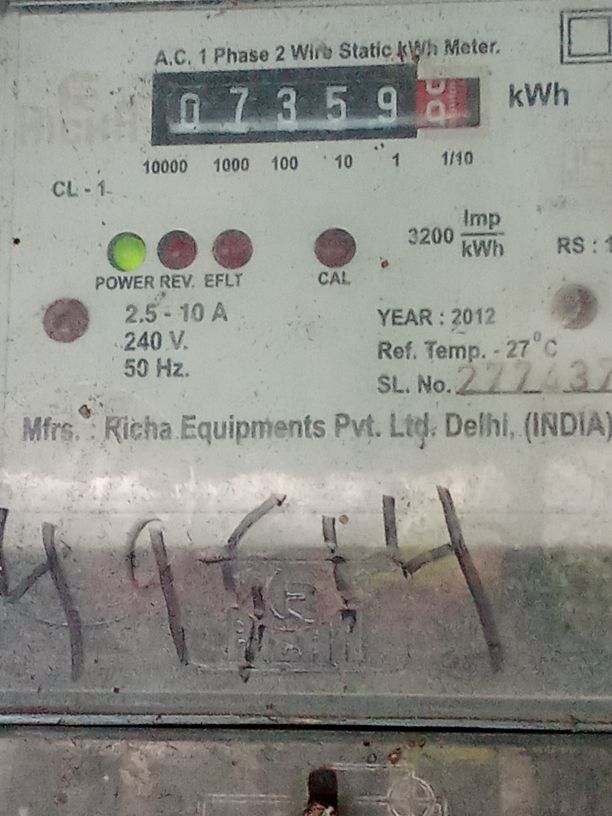 A.C. 1 Phase 2 Wire Static kWh Meter.
07359 kWh
10000 1000 100 10 1 1/10
CL - 1
3200 Imp/kWh
RS : 1
POWER REV. EFLT CAL
2.5 - 10 A
240 V.
50 Hz.
YEAR : 2012
Ref. Temp. - 27°C
SL. No.
Mfrs. : Richa Equipments Pvt. Ltd. Delhi, (INDIA)